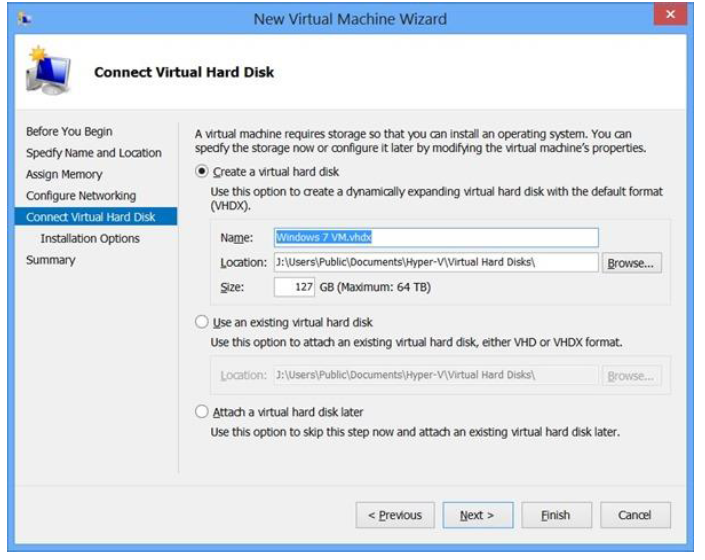 New Virtual Machine Wizard
Connect Virtual Hard Disk
Before You Begin
Specify Name and Location
Assign Memory
Configure Networking
Connect Virtual Hard Disk
Installation Options
Summary
A virtual machine requires storage so that you can install an operating system. You can
specify the storage now or configure it later by modifying the virtual machine's properties.
Create a virtual hard disk
Use this option to create a dynamically expanding virtual hard disk with the default format
(VHDX).
Name: Windows 7 VM.vhdx
Location: J:\Users\Public\Documents\Hyper-V\Virtual Hard Disks\ Browse...
Size: 127 GB (Maximum: 64 TB)
Use an existing virtual hard disk
Use this option to attach an existing virtual hard disk, either VHD or VHDX format.
Location: J:\Users\Public\Documents\Hyper-V\Virtual Hard Disks\ Browse...
Attach a virtual hard disk later
Use this option to skip this step now and attach an existing virtual hard disk later.
< Previous Next > Finish Cancel